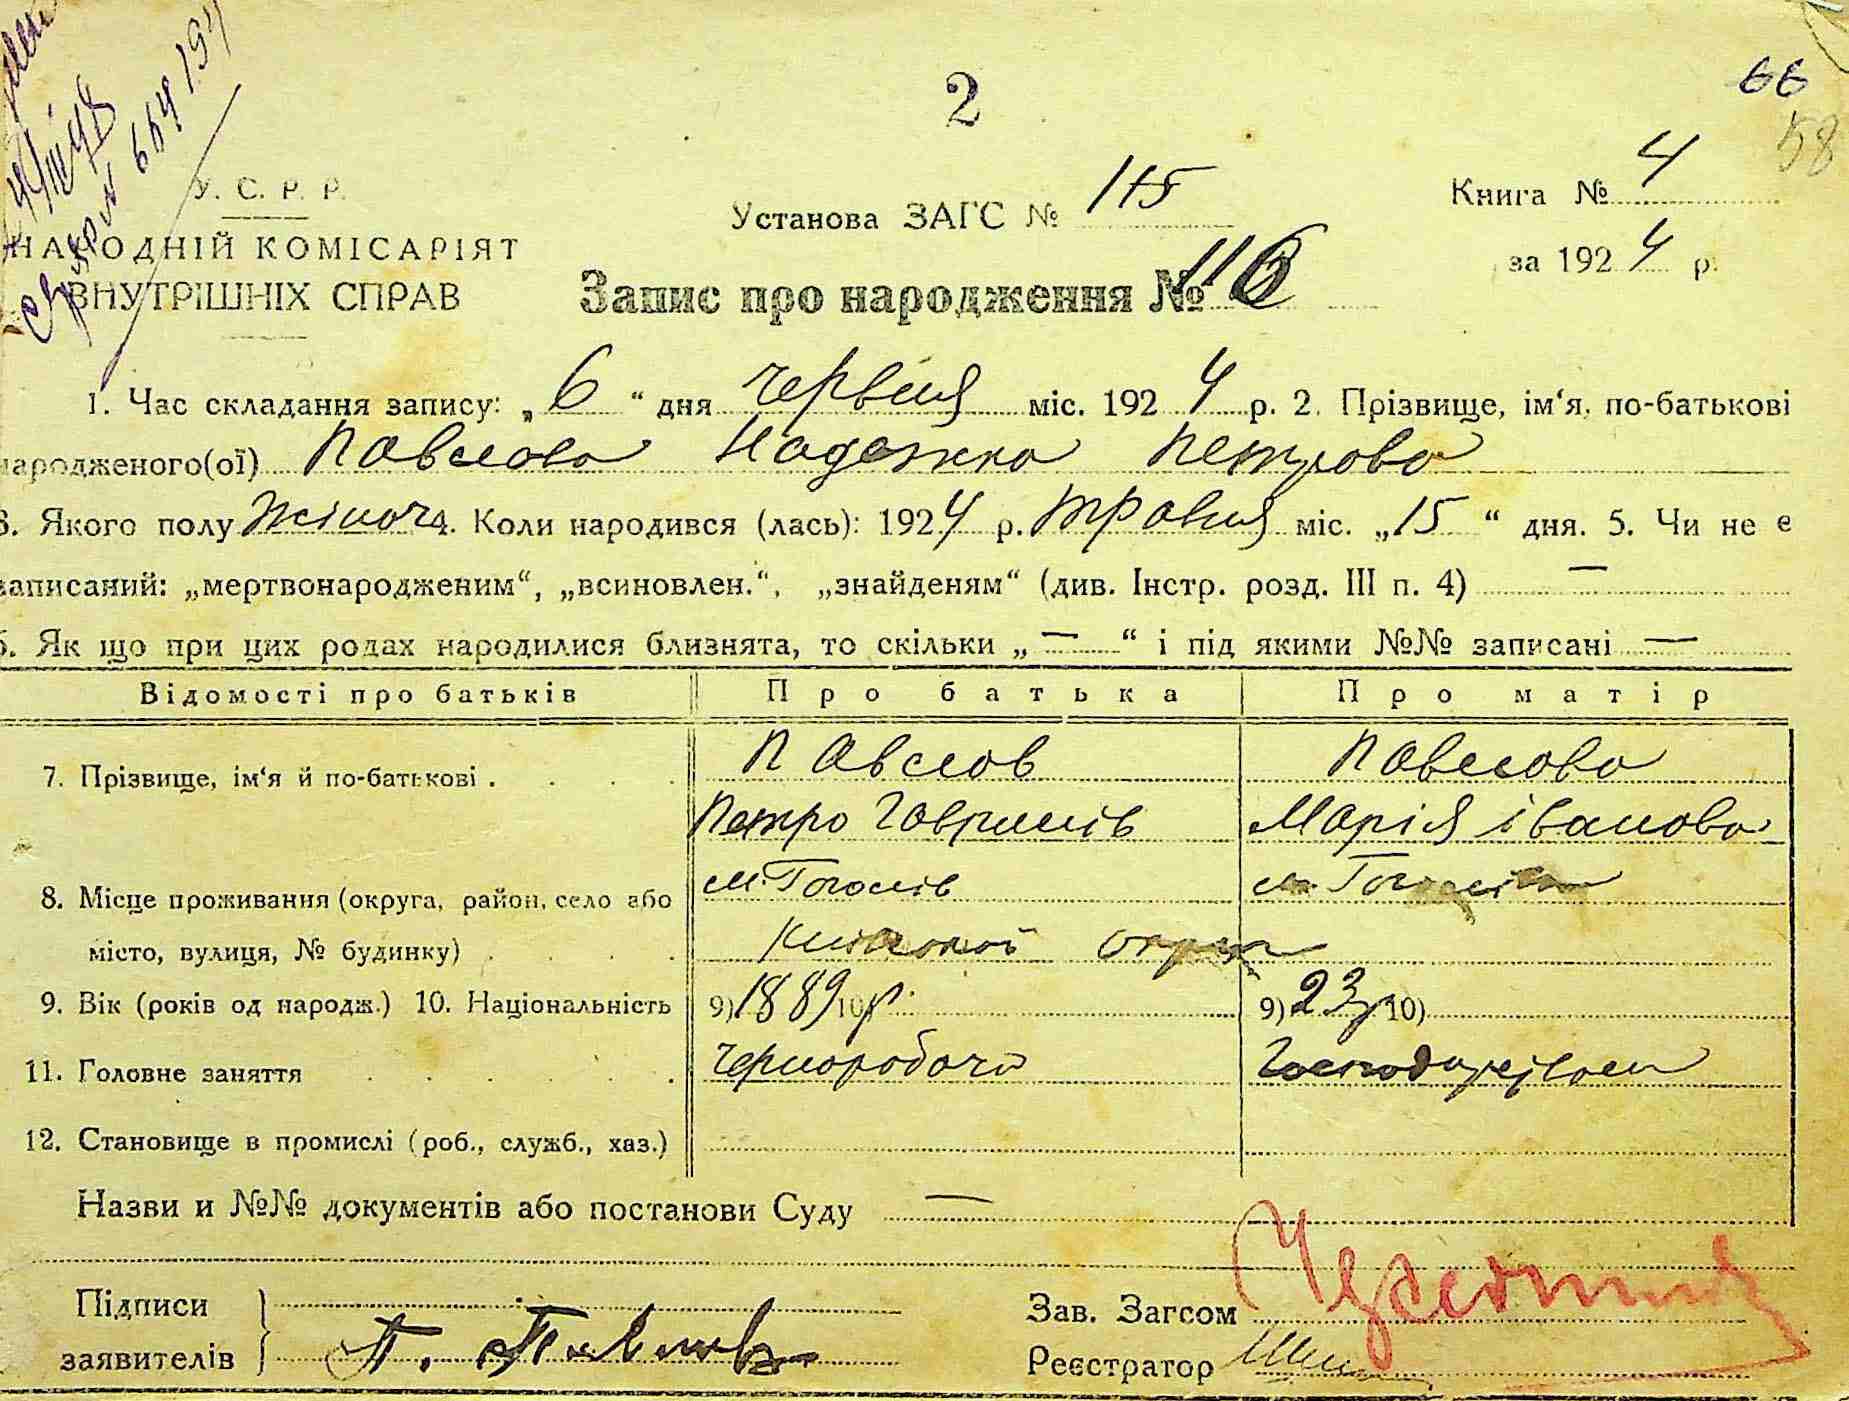 2
66
58
У. С. Р. Р.
НАРОДНІЙ КОМІСАРІЯТ
ВНУТРІШНІХ СПРАВ
Установа ЗАГС № 115
Книга № 4
за 1924 р.
Запис про народження № 116
1. Час складання запису: „6“ дня червня міс. 1924 р. 2. Прізвище, ім‘я, по-батькові
народженого(ої) Павлова Надежка Петрова
3. Якого полу жіноч 4. Коли народився (лась): 1924 р. травня міс. „15“ дня. 5. Чи не є
записаний: „мертвонародженим“, „всиновлен.“, „знайденям“ (див. Інстр. розд. III п. 4) —
6. Як що при цих родах народилися близнята, то скільки „—“ і під якими №№ записані —
Відомості про батьків Про батька Про матір
7. Прізвище, ім‘я й по-батькові . Павлов Павлова
Петро Гаврилів Марія Іванова
8. Місце проживання (округа, район, село або м. Гоголів м. Гоголів
місто, вулиця, № будинку) Київської округи
9. Вік (років од народж.) 10. Національність 9) 1889 10) р. 9) 23 р 10)
11. Головне заняття Чернороboча Господарством
12. Становище в промислі (роб., служб., хаз.)
Назви и №№ документів або постанови Суду —
Підписи
заявителів П. Павлов
Зав. Загсом
Реєстратор